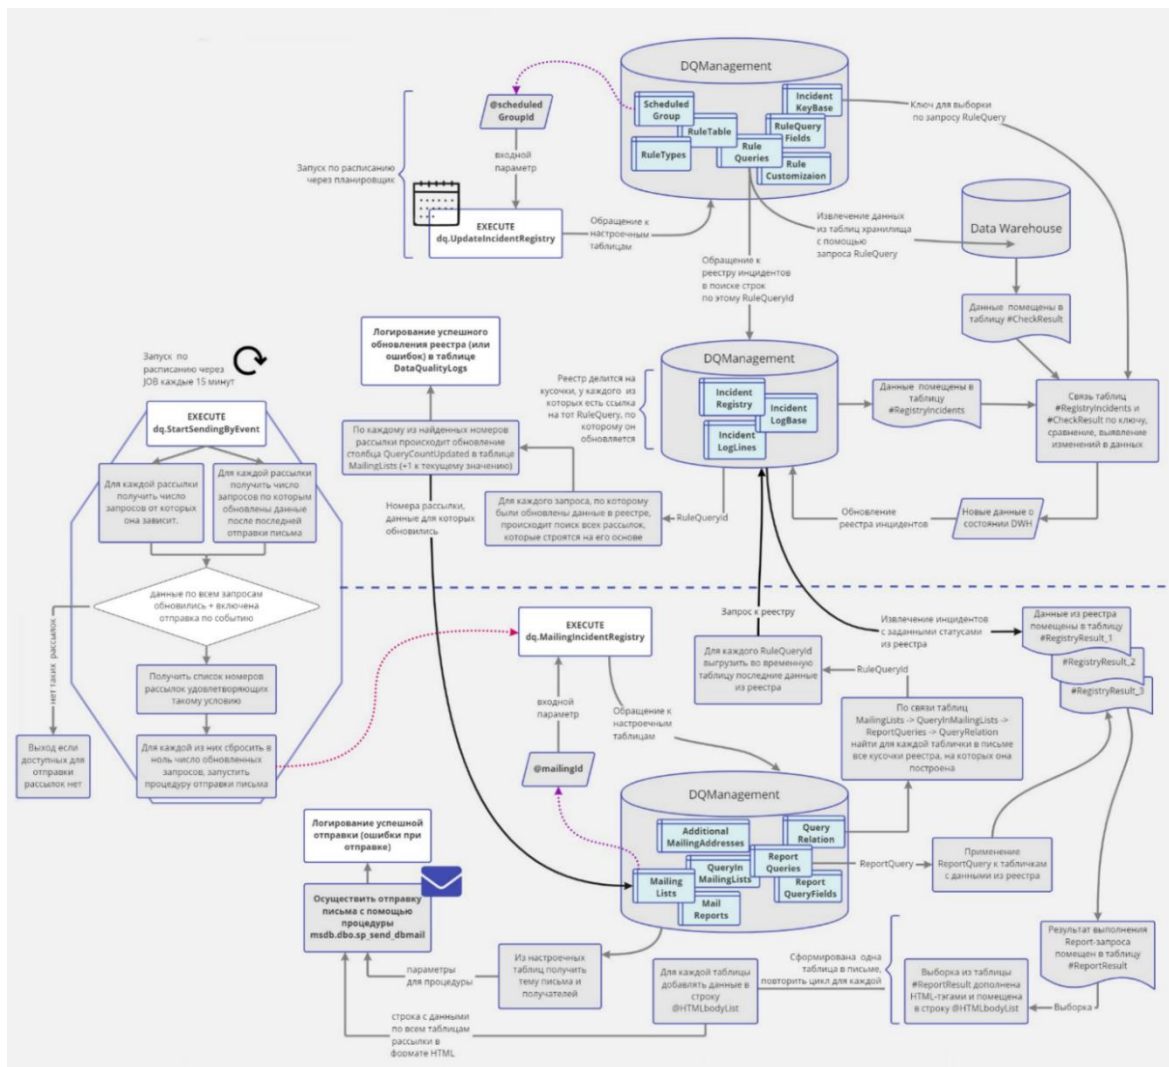 DQManagement
Scheduled
Group
RuleTable
RuleTypes
Rule
Queries
Incident
KeyBase
RuleQuery
Fields
Rule
Customizaion
@scheduled
GroupId
входной
параметр
Запуск по расписанию
через планировщик
EXECUTE
dq.UpdateIncidentRegistry
Обращение к
настроечным
таблицам
Ключ для выборки
по запросу RuleQuery
Извлечение данных
из таблиц хранилища
с помощью
запроса RuleQuery
Data Warehouse
Обращение к
реестру инцидентов
в поиске строк
по этому RuleQueryId
Данные помещены в
таблицу #CheckResult
Логирование успешного
обновления реестра (или
ошибок) в таблице
DataQualityLogs
Запуск по
расписанию через
JOB каждые 15 минут
Реестр делится на
кусочки, у каждого из
которых есть ссылка
на тот RuleQuery, по
которому он
обновляется
DQManagement
Incident
Registry
Incident
LogBase
Incident
LogLines
Данные помещены в
таблицу
#RegistryIncidents
Связь таблиц
#RegistryIncidents и
#CheckResult по ключу,
сравнение, выявление
изменений в данных
EXECUTE
dq.StartSendingByEvent
По каждому из найденных номеров
рассылки происходит обновление
столбца QueryCountUpdated в таблице
MailingLists (+1 к текущему значению)
Для каждой рассылки
получить число
запросов от которых
она зависит.
Для каждой рассылки
получить число
запросов по которым
обновлены данные
после последней
отправки письма
Номера рассылки,
данные для которых
обновились
Для каждого запроса, по которому
были обновлены данные в реестре,
происходит поиск всех рассылок,
которые строятся на его основе
RuleQueryId
Обновление
реестра инцидентов
Новые данные о
состоянии DWH
данные по всем запросам
обновились + включена
отправка по событию
нет таких рассылок
Получить список номеров
рассылок удовлетворяющих
такому условию
Выход если
доступных для
отправки
рассылок нет
Для каждой из них сбросить в
ноль число обновленных
запросов, запустить
процедуру отправки письма
EXECUTE
dq.MailingIncidentRegistry
Запрос к реестру
Извлечение инцидентов
с заданными статусами
из реестра
Данные из реестра
помещены в таблицу
#RegistryResult_1
#RegistryResult_2
#RegistryResult_3
Для каждого RuleQueryId
выгрузить во временную
таблицу последние данные
из реестра
RuleQueryId
входной
параметр
Обращение к
настроечным
таблицам
По связи таблиц
MailingLists -> QueryInMailingLists ->
ReportQueries -> QueryRelation
найти для каждой таблички в письме
все кусочки реестра, на которых она
построена
@mailingId
DQManagement
Additional
MailingAddresses
Query
Relation
QueryIn
MailingLists
Report
Queries
Mailing
Lists
Mail
Reports
Report
QueryFields
ReportQuery
Применение
ReportQuery к табличкам
с данными из реестра
Логирование успешной
отправки (ошибки при
отправке)
Осуществить отправку
письма с помощью
процедуры
msdb.dbo.sp_send_dbmail
параметры
для процедуры
Из настроечных
таблиц получить
тему письма и
получателей
Для каждой таблицы
добавлять данные в
строку
@HTMLbodyList
Сформирована одна
таблица в письме,
повторить цикл для каждой
Выборка из таблицы
#ReportResult дополнена
HTML-тэгами и помещена
в строку @HTMLbodyList
Выборка
Результат выполнения
Report-запроса
помещен в таблицу
#ReportResult
строка с данными
по всем таблицам
рассылки в
формате HTML